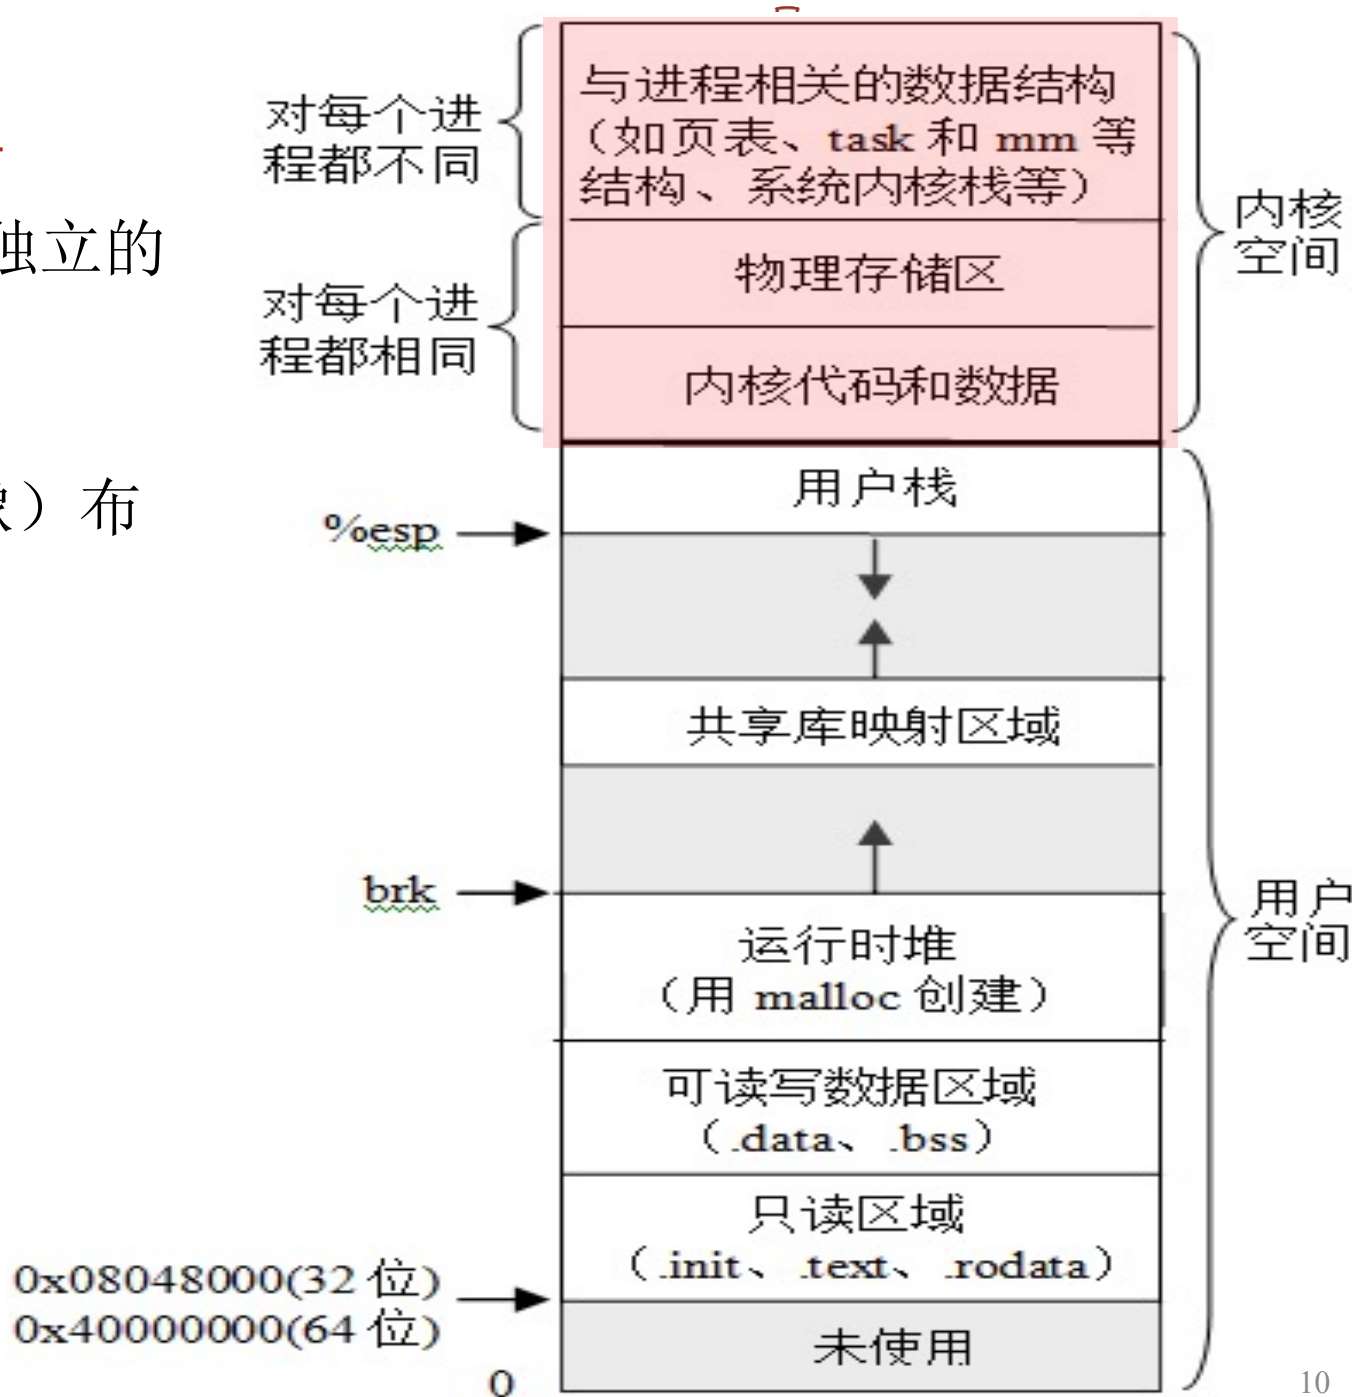 对每个进
程都不同
独立的
对每个进
程都相同
）布
与进程相关的数据结构
（如页表、task 和 mm 等
结构、系统内核栈等）
物理存储区
内核代码和数据
内核
空间
用户栈
%esp
共享库映射区域
brk
运行时堆
（用 malloc 创建）
可读写数据区域
（.data、.bss）
只读区域
（.init、.text、.rodata）
用户
空间
0x08048000(32 位)
0x40000000(64 位)
未使用
0
10